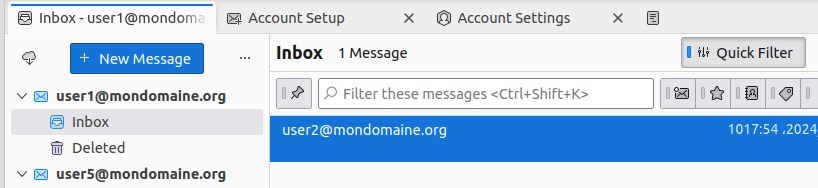 Inbox - user1@mondoma
Account Setup
Account Settings
+ New Message
Inbox 1 Message
Quick Filter
Filter these messages <Ctrl+Shift+K>
user1@mondomaine.org
Inbox
Deleted
user5@mondomaine.org
user2@mondomaine.org
1017:54 ،2024